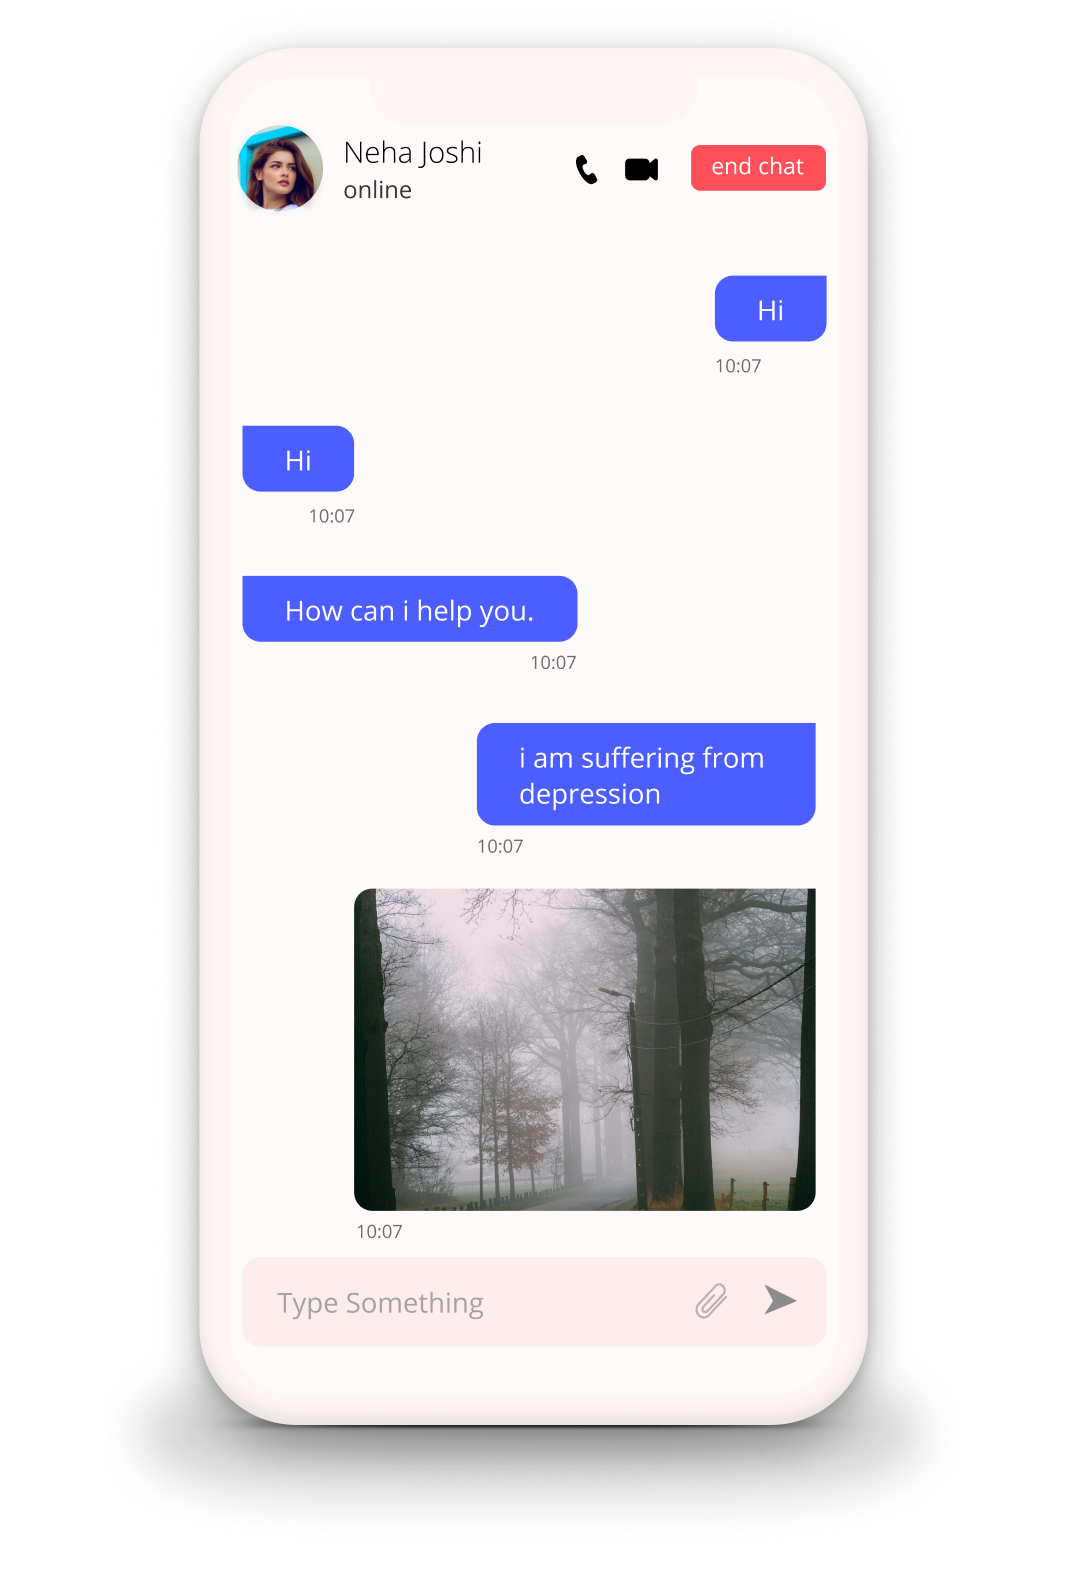 Neha Joshi
online
end chat
Hi
10:07
Hi
10:07
How can i help you.
10:07
i am suffering from
depression
10:07
10:07
Type Something